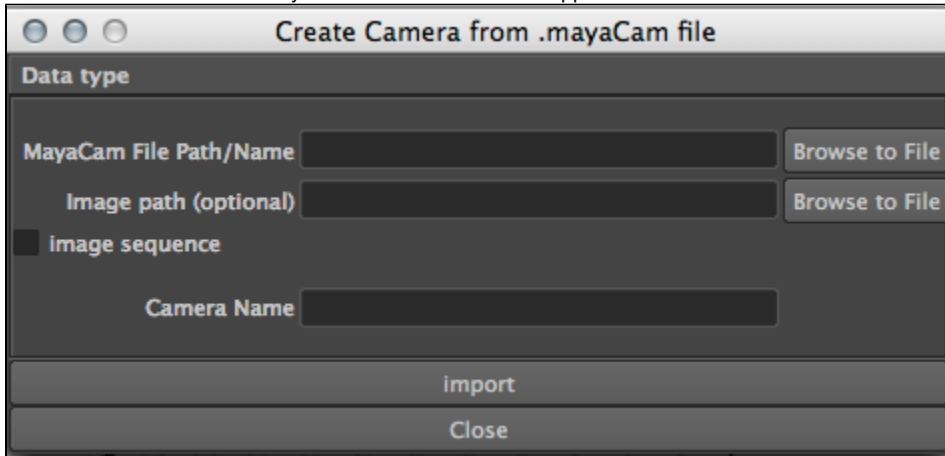 Create Camera from .mayaCam file
Data type
MayaCam File Path/Name Browse to File
Image path (optional) Browse to File
image sequence
Camera Name
import
Close